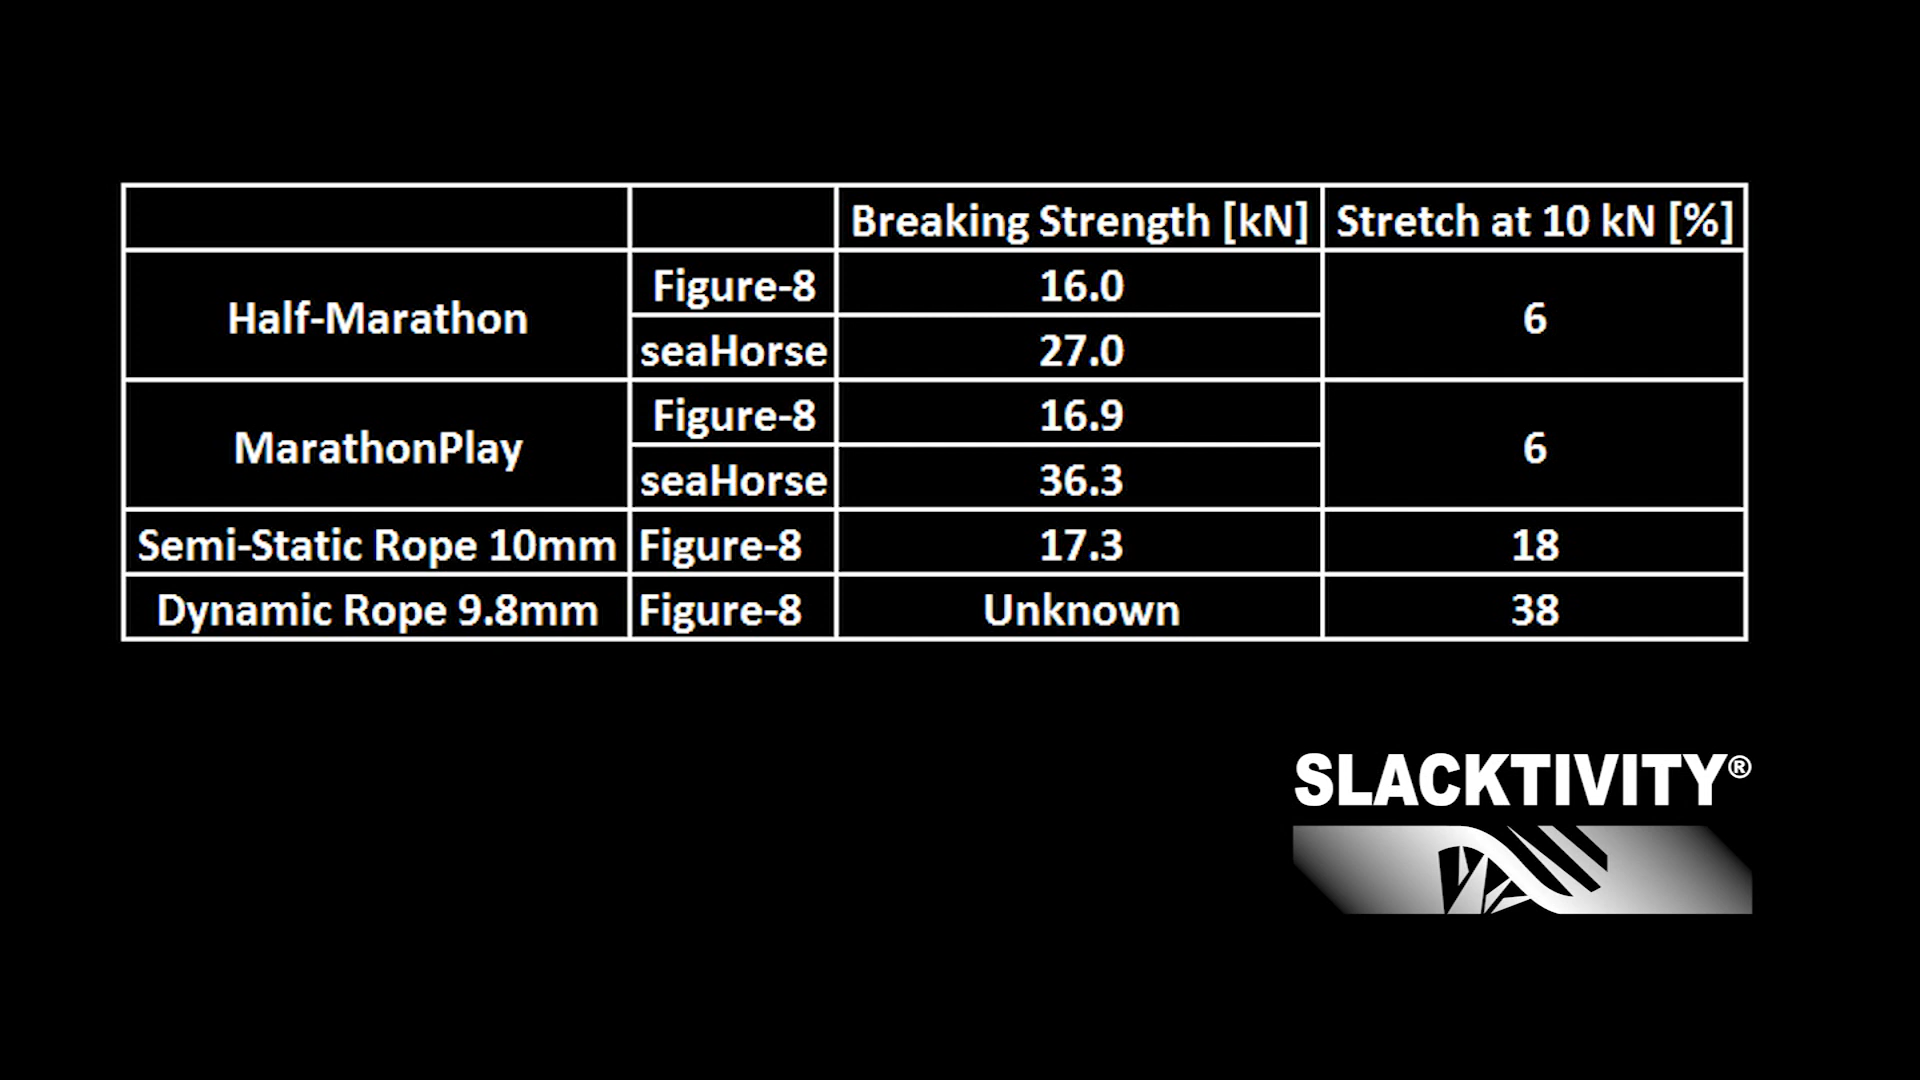 Breaking Strength [kN] Stretch at 10 kN [%]
Half-Marathon Figure-8 16.0 6
seaHorse 27.0
MarathonPlay Figure-8 16.9 6
seaHorse 36.3
Semi-Static Rope 10mm Figure-8 17.3 18
Dynamic Rope 9.8mm Figure-8 Unknown 38
SLACKTIVITY®